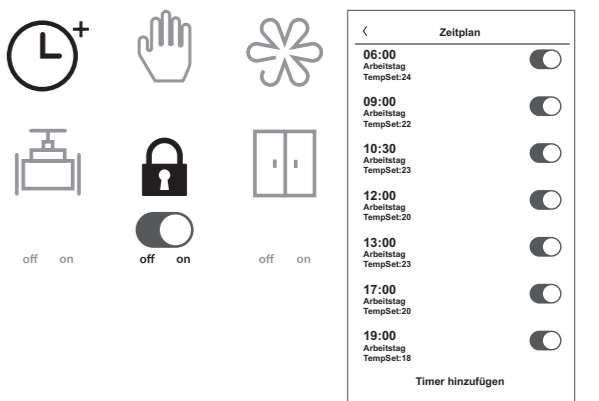 off on
off on
off on
Zeitplan
06:00
Arbeitstag
TempSet:24
09:00
Arbeitstag
TempSet:22
10:30
Arbeitstag
TempSet:23
12:00
Arbeitstag
TempSet:20
13:00
Arbeitstag
TempSet:23
17:00
Arbeitstag
TempSet:20
19:00
Arbeitstag
TempSet:18
Timer hinzufügen